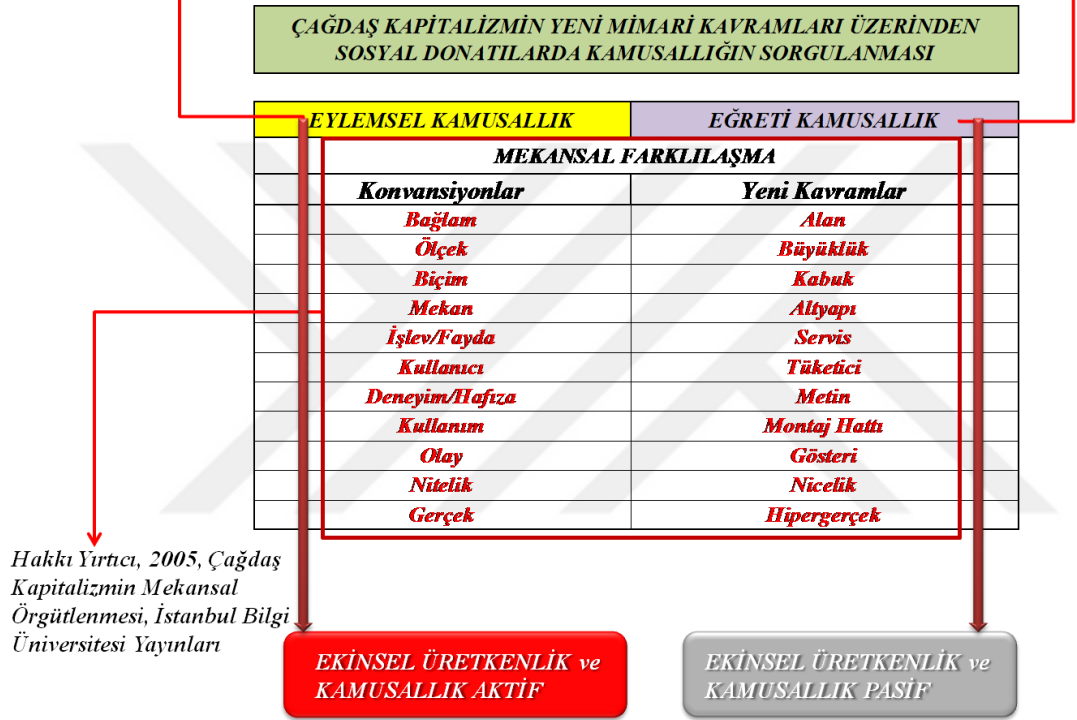 ÇAĞDAŞ KAPİTALİZMİN YENİ MİMARİ KAVRAMLARI ÜZERİNDEN
SOSYAL DONATILARDA KAMUSALLIĞIN SORGULANMASI
EYLEMSEL KAMUSALLIK EĞRETİ KAMUSALLIK
MEKANSAL FARKLILAŞMA
Konvansiyonlar Yeni Kavramlar
Bağlam Alan
Ölçek Büyüklük
Biçim Kabuk
Mekan Altyapı
İşlev/Fayda Servis
Kullanıcı Tüketici
Deneyim/Hafıza Metin
Kullanım Montaj Hattı
Olay Gösteri
Nitelik Nicelik
Gerçek Hipergerçek
Hakkı Yırtıcı, 2005, Çağdaş
Kapitalizmin Mekansal
Örgütlenmesi, İstanbul Bilgi
Üniversitesi Yayınları
EKİNSEL ÜRETKENLİK ve
KAMUSALLIK AKTİF
EKİNSEL ÜRETKENLİK ve
KAMUSALLIK PASİF